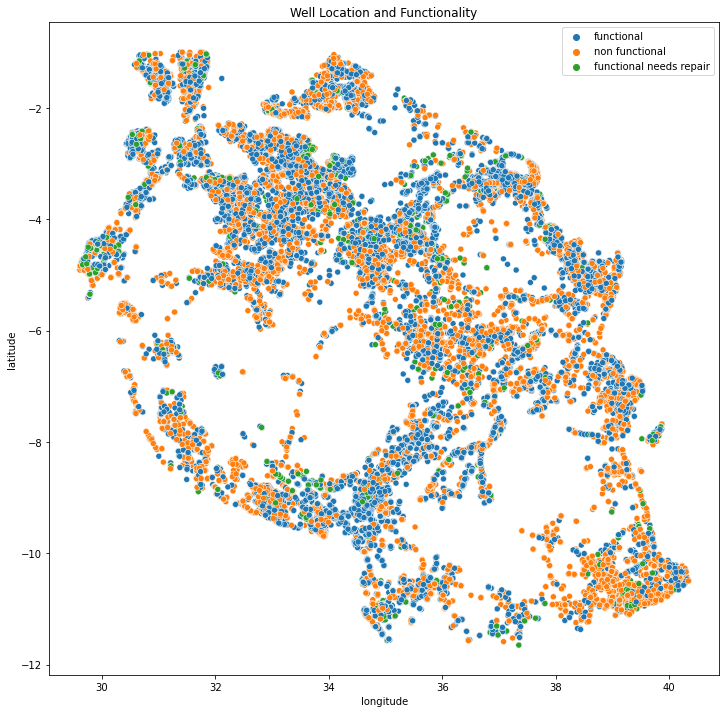 Well Location and Functionality
functional
non functional
functional needs repair
latitude
−2
−4
−6
−8
−10
−12
30
32
34
36
38
40
longitude